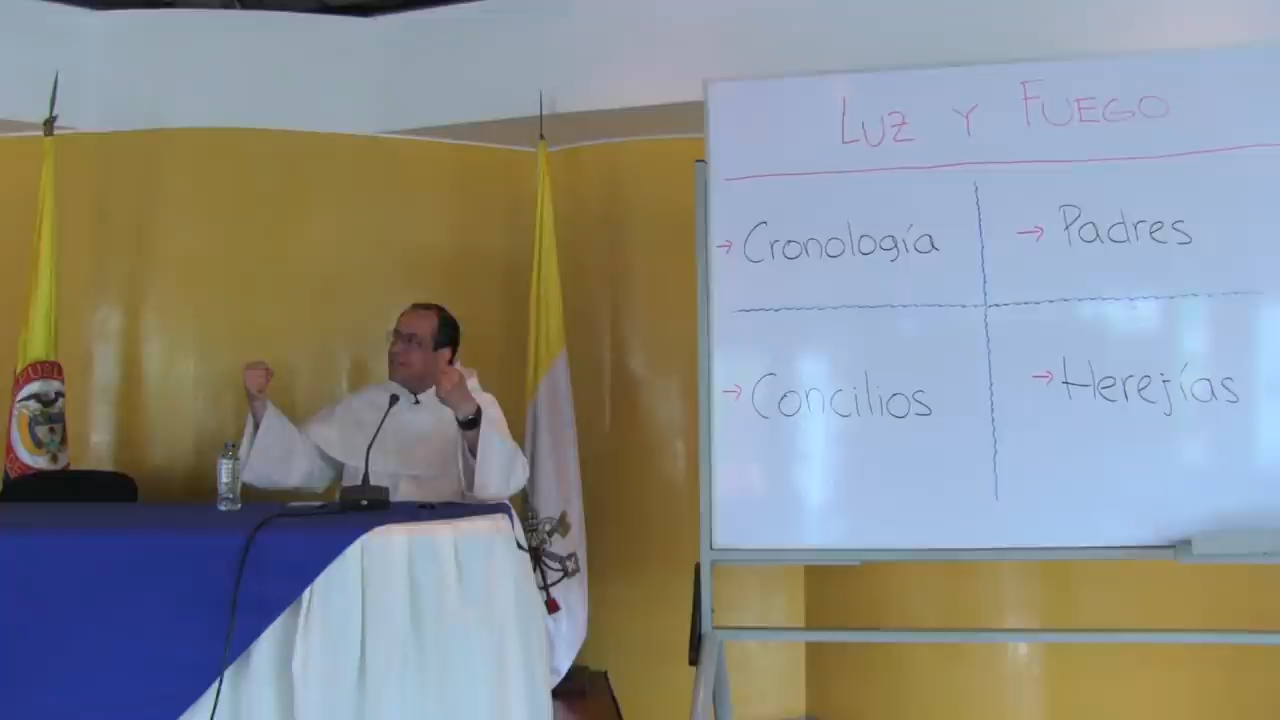 LUZ Y FUEGO
→ Cronología
→ Padres
→ Concilios
→ Herejías